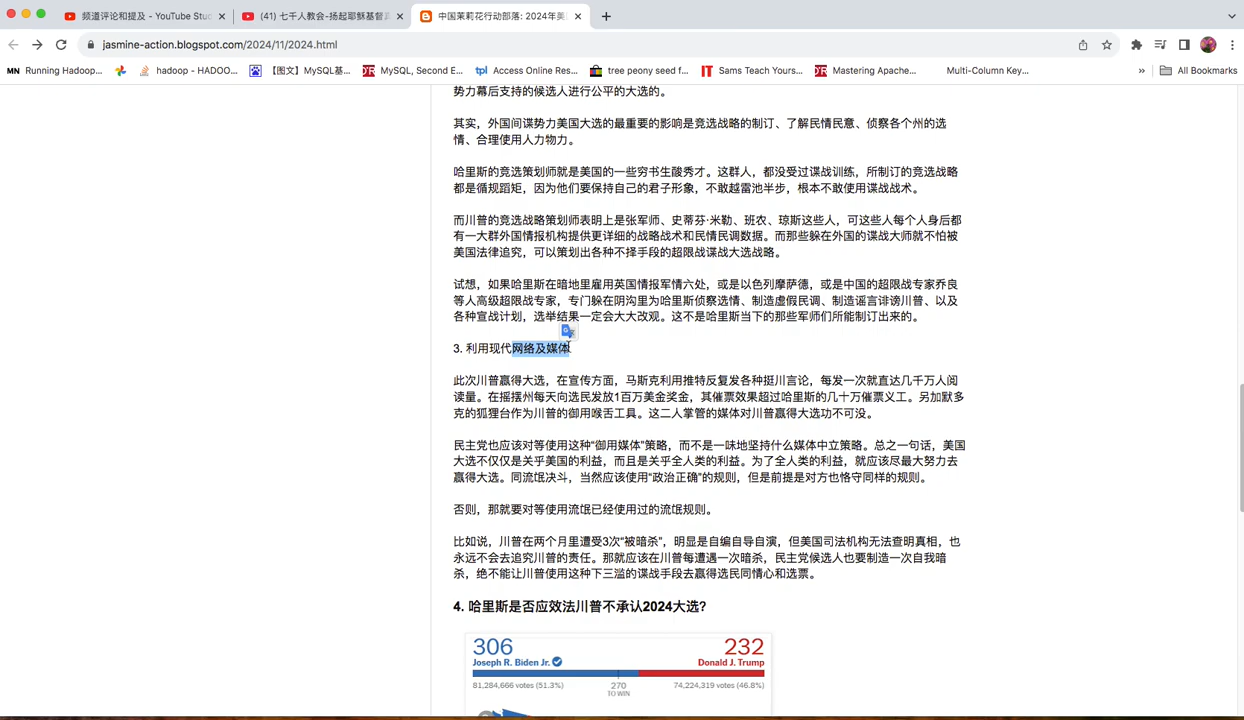 频道评论和提及 - YouTube Stu
(41) 七千人教会-扬起耶稣基督
中国茉莉花行动部落: 2024年美
jasmine-action.blogspot.com/2024/11/2024.html
Running Hadoop...
hadoop - HADOO...
【图文】MySQL基...
MySQL, Second E...
Access Online Res...
tree peony seed f...
Sams Teach Yours...
Mastering Apache...
Multi-Column Key...
»
All Bookmarks
势力幕后支持的候选人进行公平的大选的。
其实，外国间谍势力美国大选的最重要的影响是竞选战略的制订、了解民情民意、侦察各个州的选
情、合理使用人力物力。
哈里斯的竞选策划师就是美国的一些穷书生酸秀才。这群人，都没受过谍战训练，所制订的竞选战略
都是循规蹈矩，因为他们要保持自己的君子形象，不敢越雷池半步，根本不敢使用谍战战术。
而川普的竞选战略策划师表明上是张军师、史蒂芬·米勒、班农、琼斯这些人，可这些人每个人身后都
有一大群外国情报机构提供更详细的战略战术和民情民调数据。而那些躲在外国的谍战大师就不怕被
美国法律追究，可以策划出各种不择手段的超限战谍战大选战略。
试想，如果哈里斯在暗地里雇用英国情报军情六处，或是以色列摩萨德，或是中国的超限战专家乔良
等人高级超限战专家，专门躲在阴沟里为哈里斯侦察选情、制造虚假民调、制造谣言诽谤川普、以及
各种宣战计划，选举结果一定会大大改观。这不是哈里斯当下的那些军师们所能制订出来的。
3. 利用现代网络及媒体
此次川普赢得大选，在宣传方面，马斯克利用推特反复发各种挺川言论，每发一次就直达几千万人阅
读量。在摇摆州每天向选民发放1百万美金奖金，其催票效果超过哈里斯的几十万催票义工。另加默多
克的狐狸台作为川普的御用喉舌工具。这二人掌管的媒体对川普赢得大选功不可没。
民主党也应该对等使用这种“御用媒体”策略，而不是一味地坚持什么媒体中立策略。总之一句话，美国
大选不仅仅是关乎美国的利益，而且是关乎全人类的利益。为了全人类的利益，就应该尽最大努力去
赢得大选。同流氓决斗，当然应该使用“政治正确”的规则，但是前提是对方也恪守同样的规则。
否则，那就要对等使用流氓已经使用过的流氓规则。
比如说，川普在两个月里遭受3次“被暗杀”，明显是自编自导自演，但美国司法机构无法查明真相，也
永远不会去追究川普的责任。那就应该在川普每遭遇一次暗杀，民主党候选人也要制造一次自我暗
杀，绝不能让川普使用这种下三滥的谍战手段去赢得选民同情心和选票。
4. 哈里斯是否应效法川普不承认2024大选?
306
232
Joseph R. Biden Jr.
Donald J. Trump
81,284,666 votes (51.3%)
270
74,224,319 votes (46.8%)
TO WIN